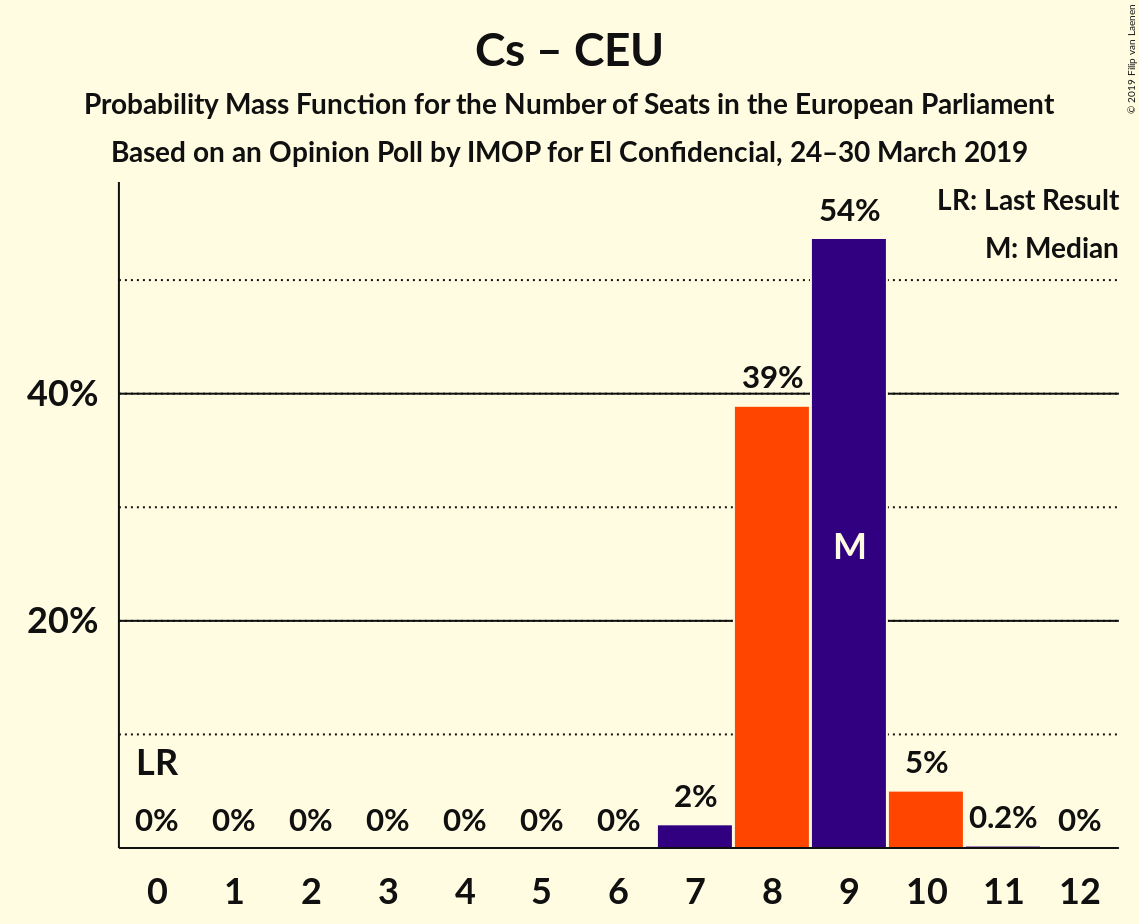 Cs – CEU
Probability Mass Function for the Number of Seats in the European Parliament
Based on an Opinion Poll by IMOP for El Confidencial, 24–30 March 2019
© 2019 Filip van Laenen
LR: Last Result
M: Median
40%
20%
LR
0% 0% 0% 0% 0% 0% 0% 2% 39% 54% 5% 0.2% 0%
M
0 1 2 3 4 5 6 7 8 9 10 11 12